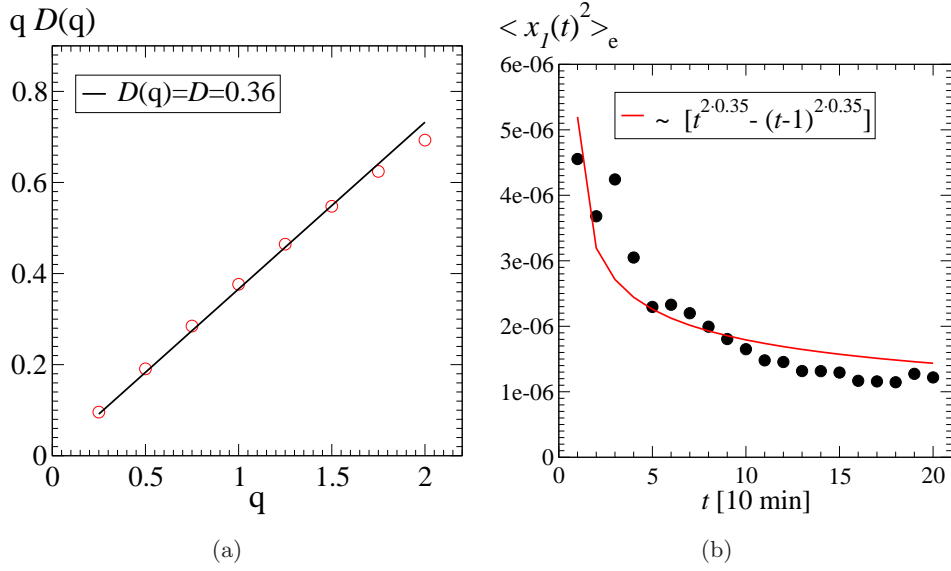 q D(q)
D(q)=D=0.36
0.8
0.6
0.4
0.2
0
0 0.5 1 1.5 2
q
(a)
< x₁(t)² >ₑ
6e-06
5e-06
4e-06
3e-06
2e-06
1e-06
~ [t^{2·0.35} - (t-1)^{2·0.35}]
0 5 10 15 20
t [10 min]
(b)